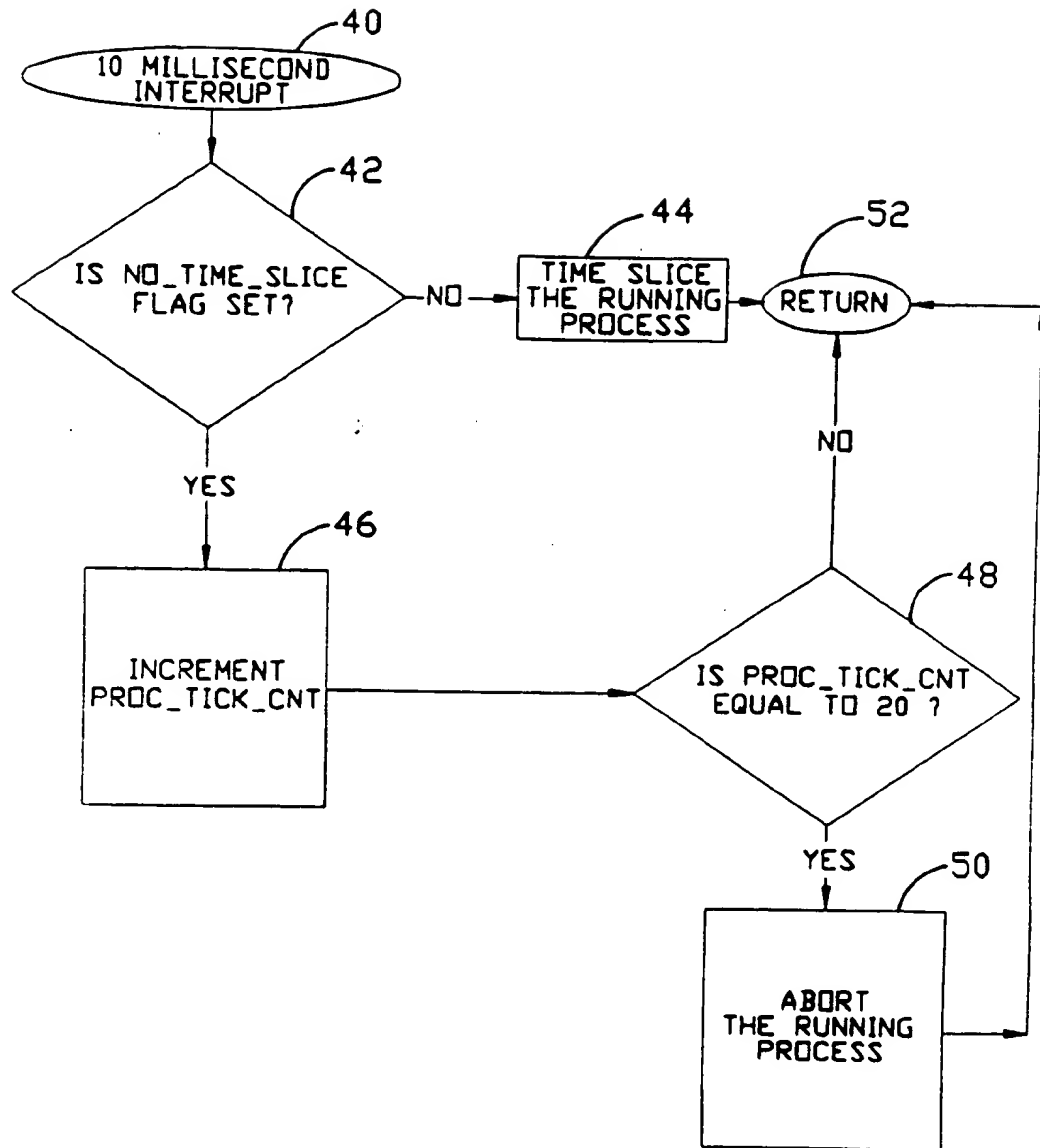 40
10 MILLISECOND
INTERRUPT
42
IS NO_TIME_SLICE
FLAG SET?
NO
44
TIME SLICE
THE RUNNING
PROCESS
52
RETURN
YES
NO
46
INCREMENT
PROC_TICK_CNT
48
IS PROC_TICK_CNT
EQUAL TO 20 ?
YES
50
ABORT
THE RUNNING
PROCESS